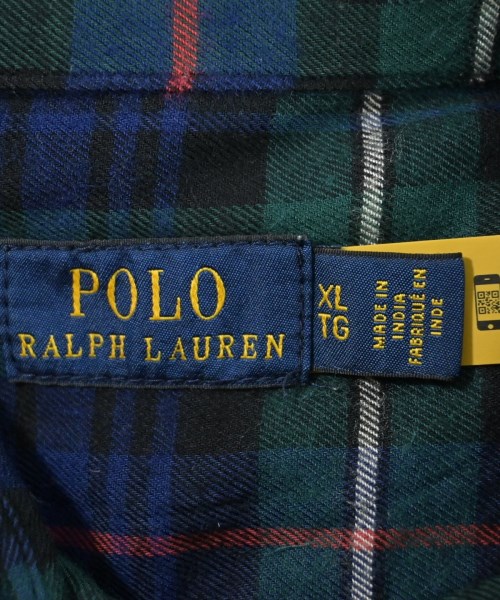 POLO
RALPH LAUREN
XL
TG
MADE IN
INDIA
FABRIQUÉ EN
INDE